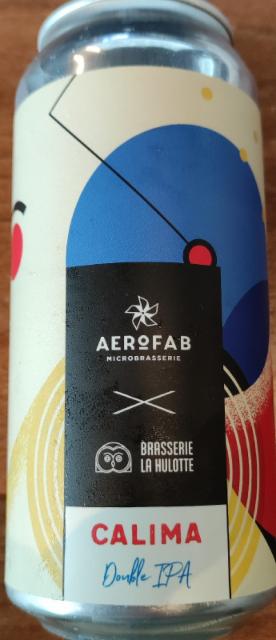 AEROFAB
MICROBRASSERIE
BRASSERIE
LA HULOTTE
CALIMA
Double IPA